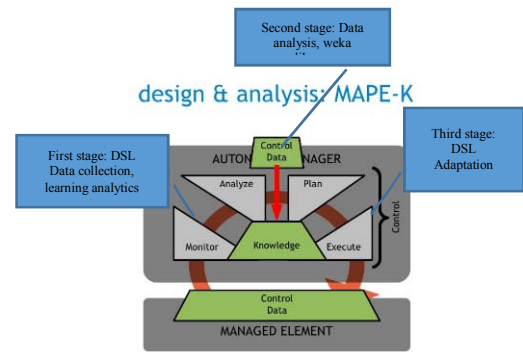 Second stage: Data
analysis, weka
design & analysis: MAPE-K
First stage: DSL
Data collection,
learning analytics
Third stage:
DSL
Adaptation
Control
Data
AUTON
NAGER
Analyze
Plan
Control
Monitor
Knowledge
Execute
Control
Data
MANAGED ELEMENT